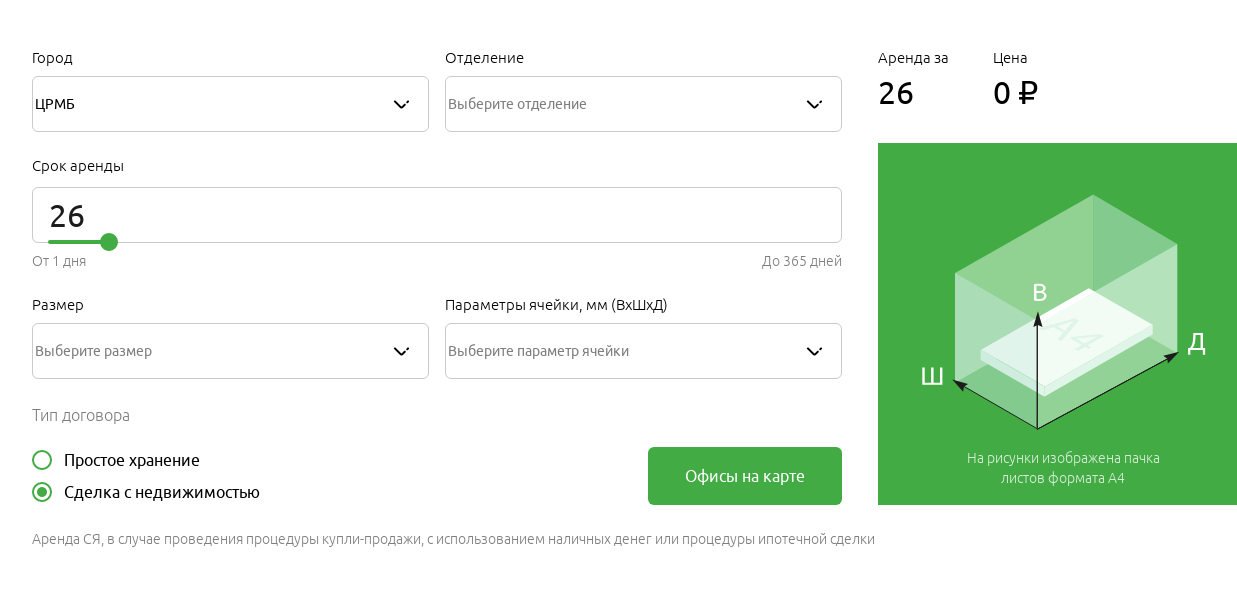 Город
ЦРМБ
Отделение
Выберите отделение
Срок аренды
26
От 1 дня
До 365 дней
Размер
Выберите размер
Параметры ячейки, мм (ВхШхД)
Выберите параметр ячейки
Тип договора
Простое хранение
Сделка с недвижимостью
Офисы на карте
Аренда СЯ, в случае проведения процедуры купли-продажи, с использованием наличных денег или процедуры ипотечной сделки
Аренда за
26
Цена
0 ₽
В
А4
Ш
Д
На рисунки изображена пачка
листов формата А4